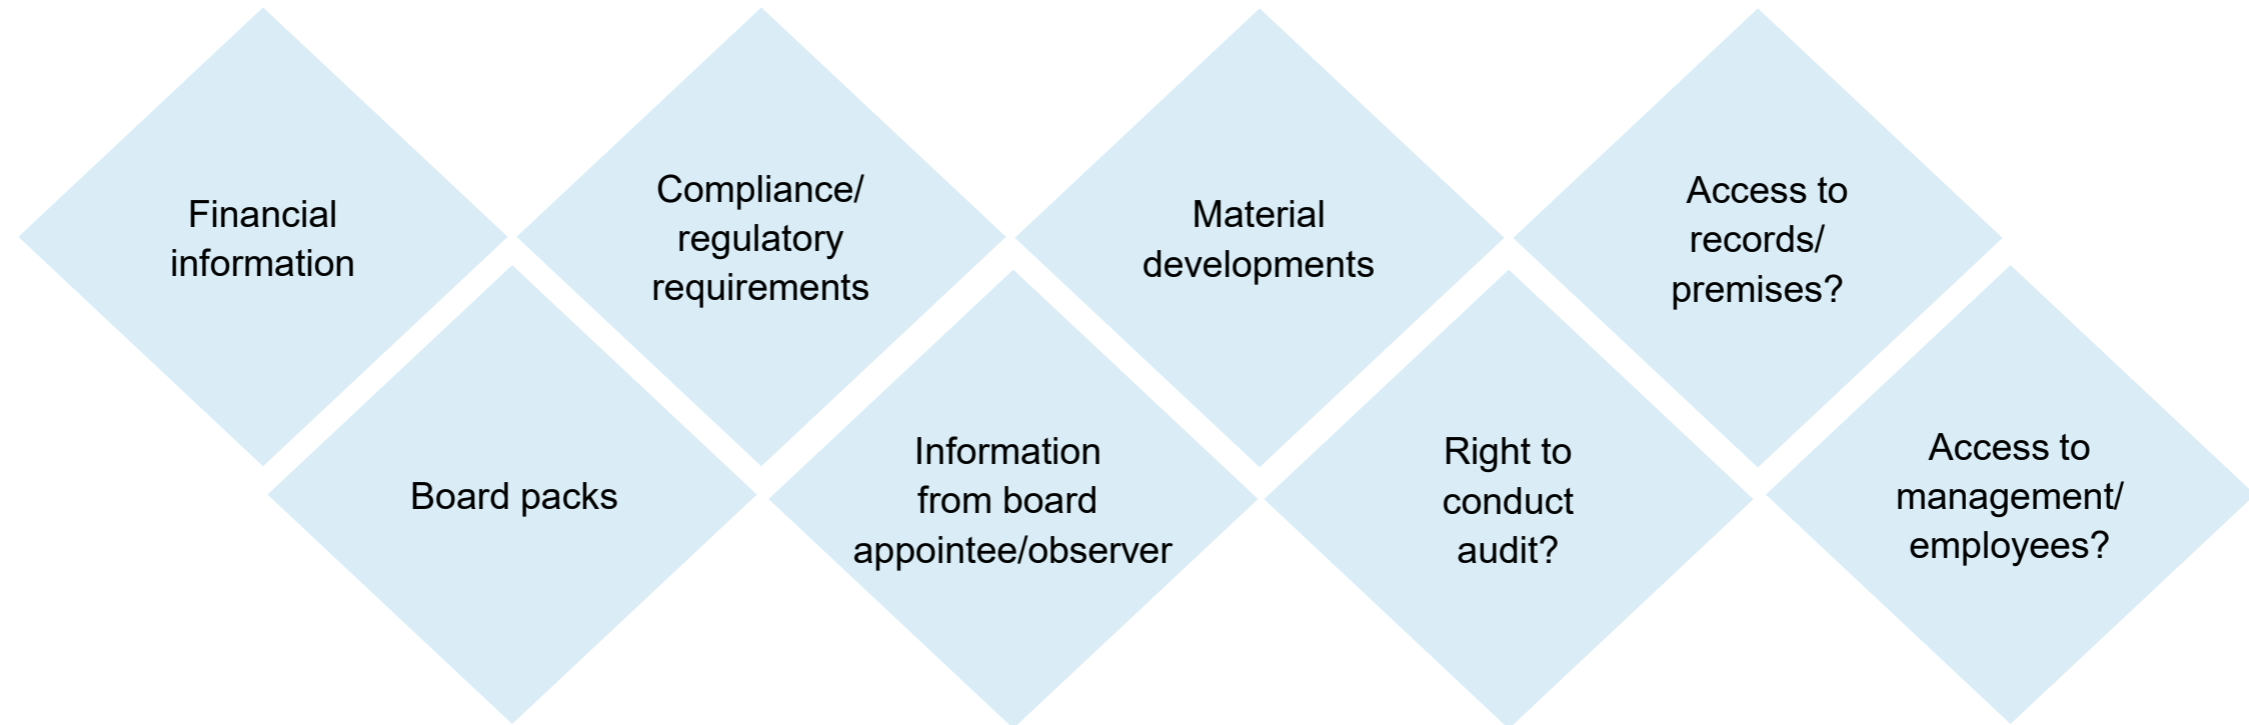 Financial
information
Compliance/
regulatory
requirements
Material
developments
Access to
records/
premises?
Board packs
Information
from board
appointee/observer
Right to
conduct
audit?
Access to
management/
employees?